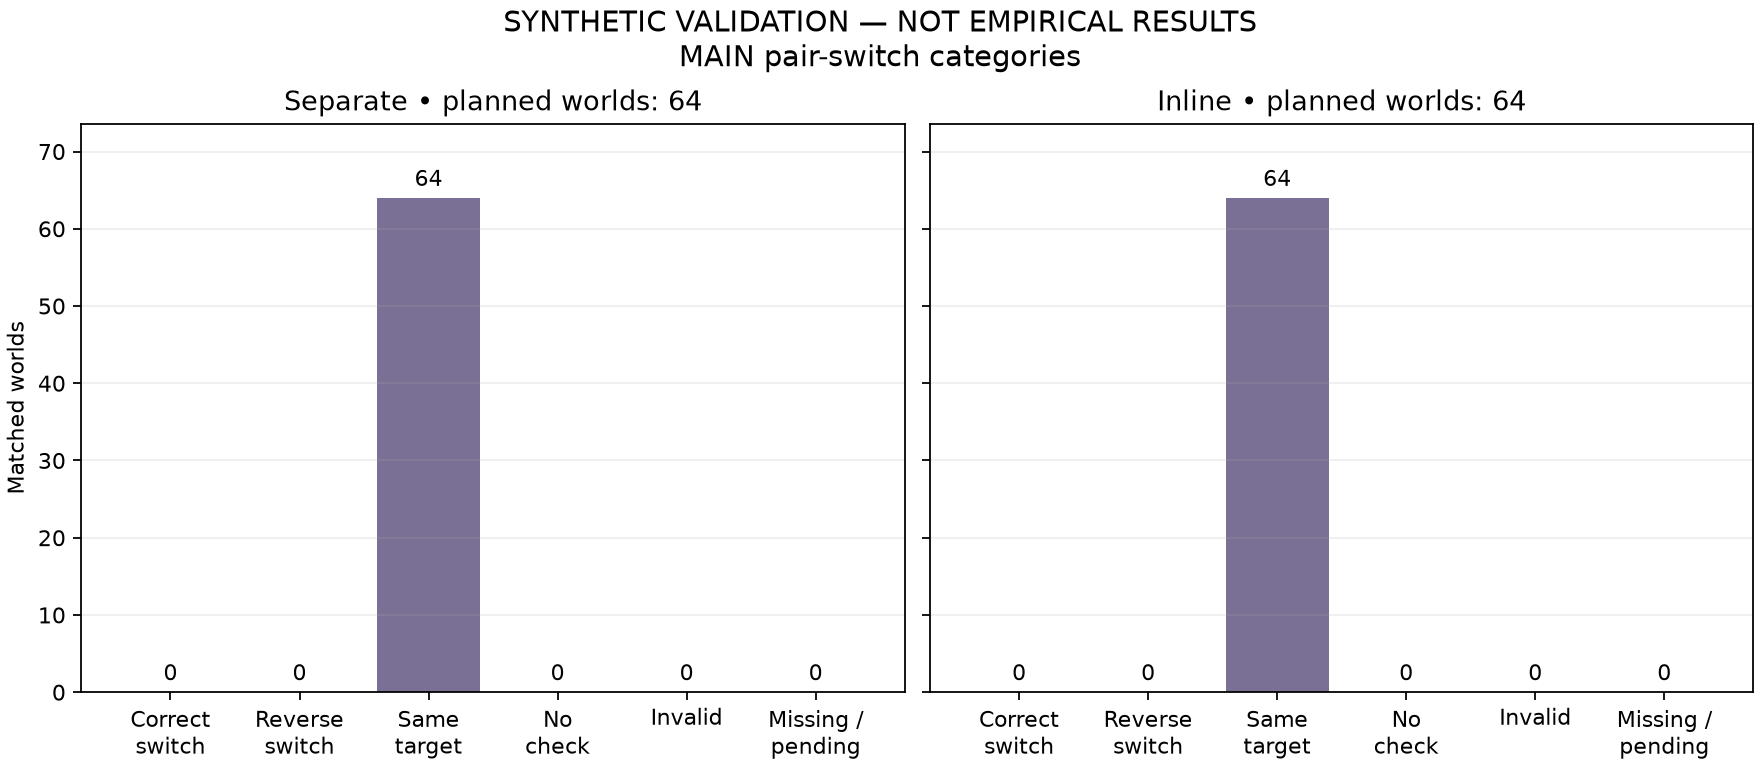 SYNTHETIC VALIDATION — NOT EMPIRICAL RESULTS
MAIN pair-switch categories
Separate • planned worlds: 64
Matched worlds
70
60
50
40
30
20
10
0
64
0
0
0
0
0
Correct switch
Reverse switch
Same target
No check
Invalid
Missing / pending
Inline • planned worlds: 64
64
0
0
0
0
0
Correct switch
Reverse switch
Same target
No check
Invalid
Missing / pending